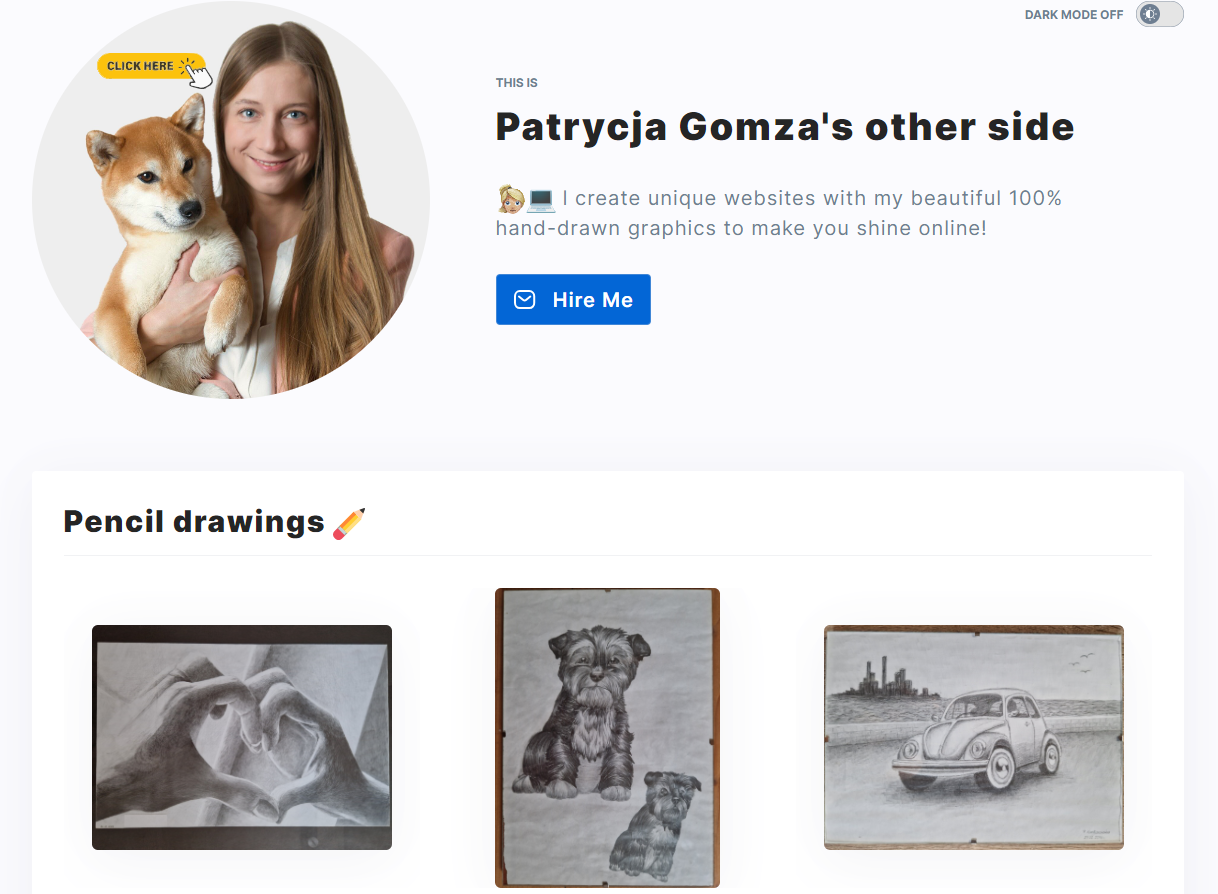 DARK MODE OFF
CLICK HERE
THIS IS
Patrycja Gomza's other side
👩🏼💻 I create unique websites with my beautiful 100%
hand-drawn graphics to make you shine online!
Hire Me
Pencil drawings ✏️